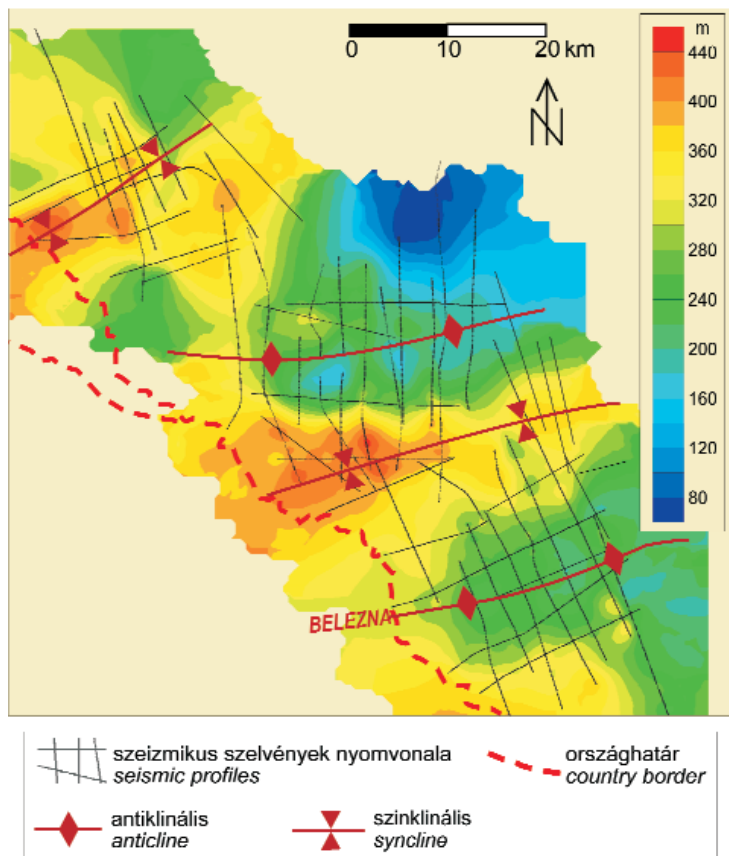 0 10 20 km
m
440
400
360
320
280
240
200
160
120
80
N
BELEZNA
szeizmikus szelvények nyomvonala
seismic profiles
országhatár
country border
antiklinális
anticline
szinklinális
syncline